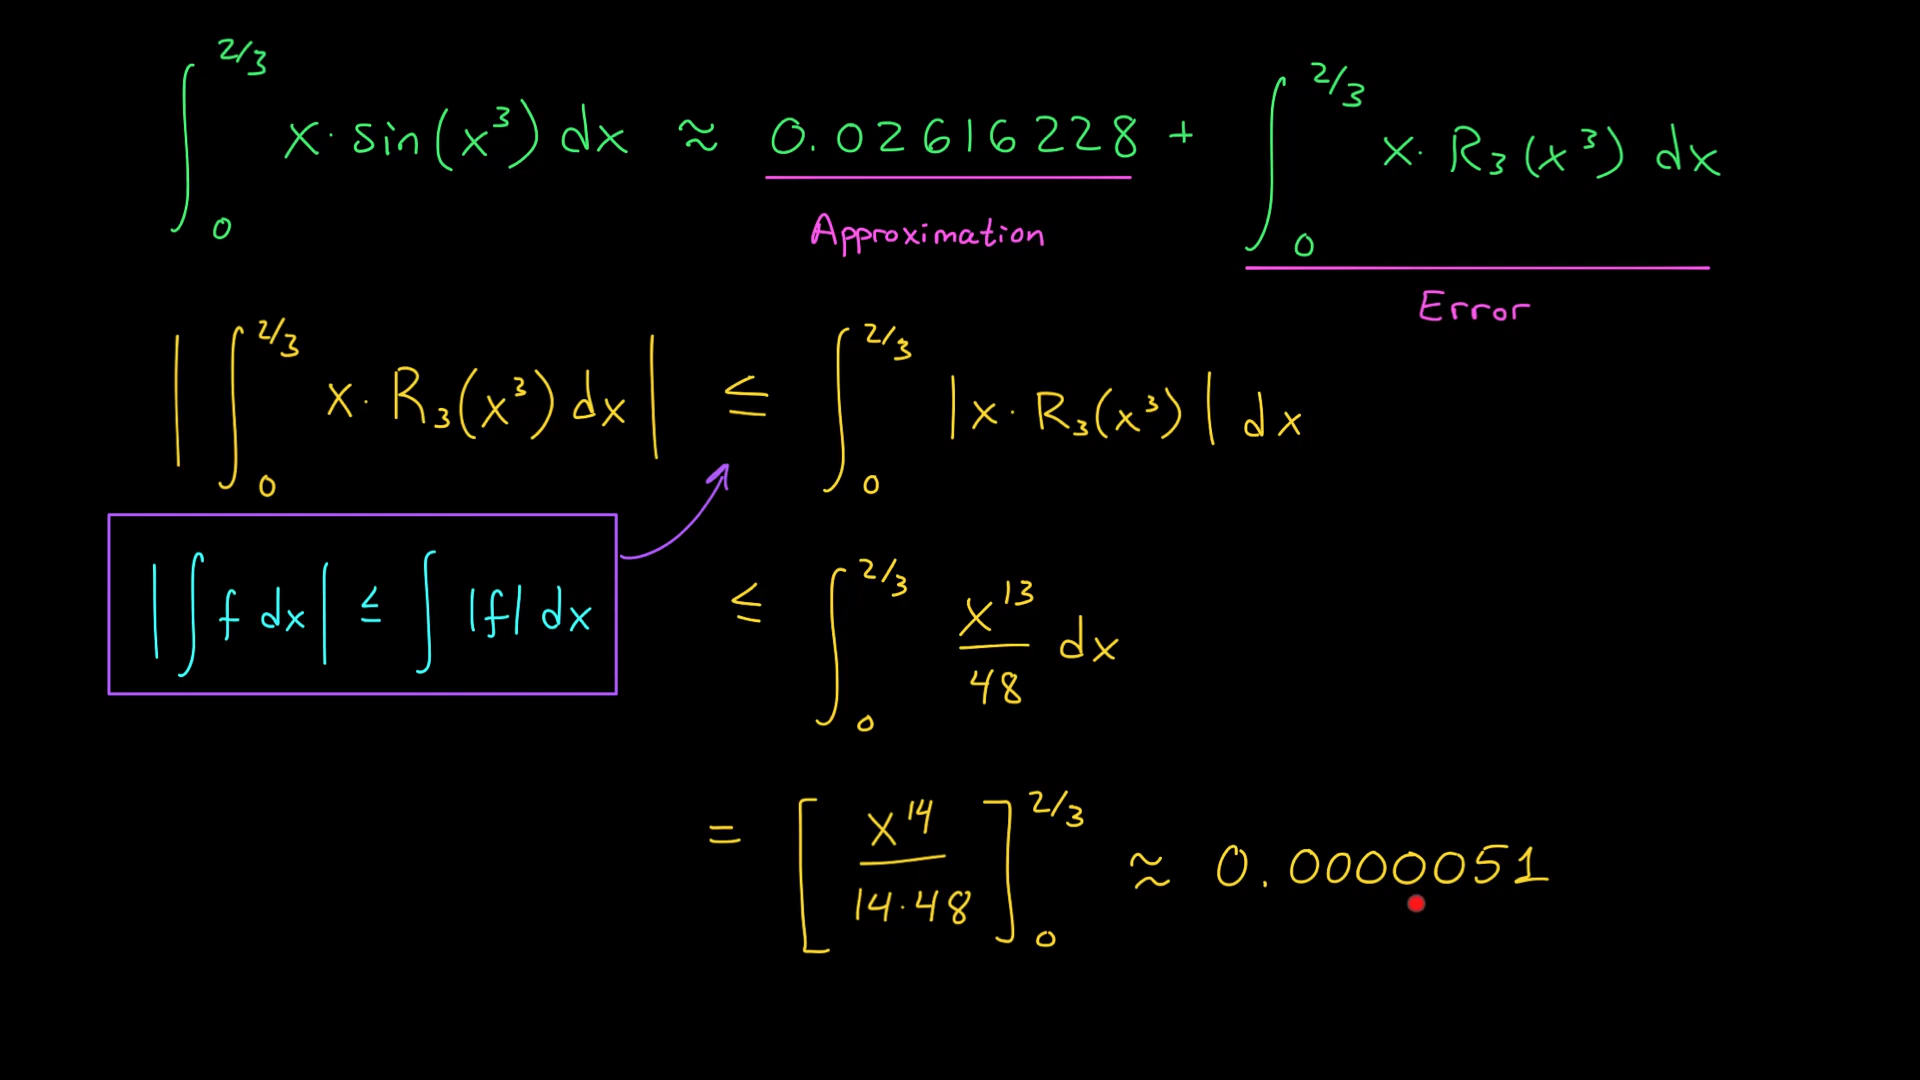 ∫₀^{2/3} x · sin(x³) dx ≈ 0.02616228 + ∫₀^{2/3} x · R₃(x³) dx
Approximation
Error
|∫₀^{2/3} x · R₃(x³) dx| ≤ ∫₀^{2/3} |x · R₃(x³)| dx
|∫ f dx| ≤ ∫ |f| dx
≤ ∫₀^{2/3} x¹³/48 dx
= [x¹⁴/(14·48)]₀^{2/3} ≈ 0.0000051